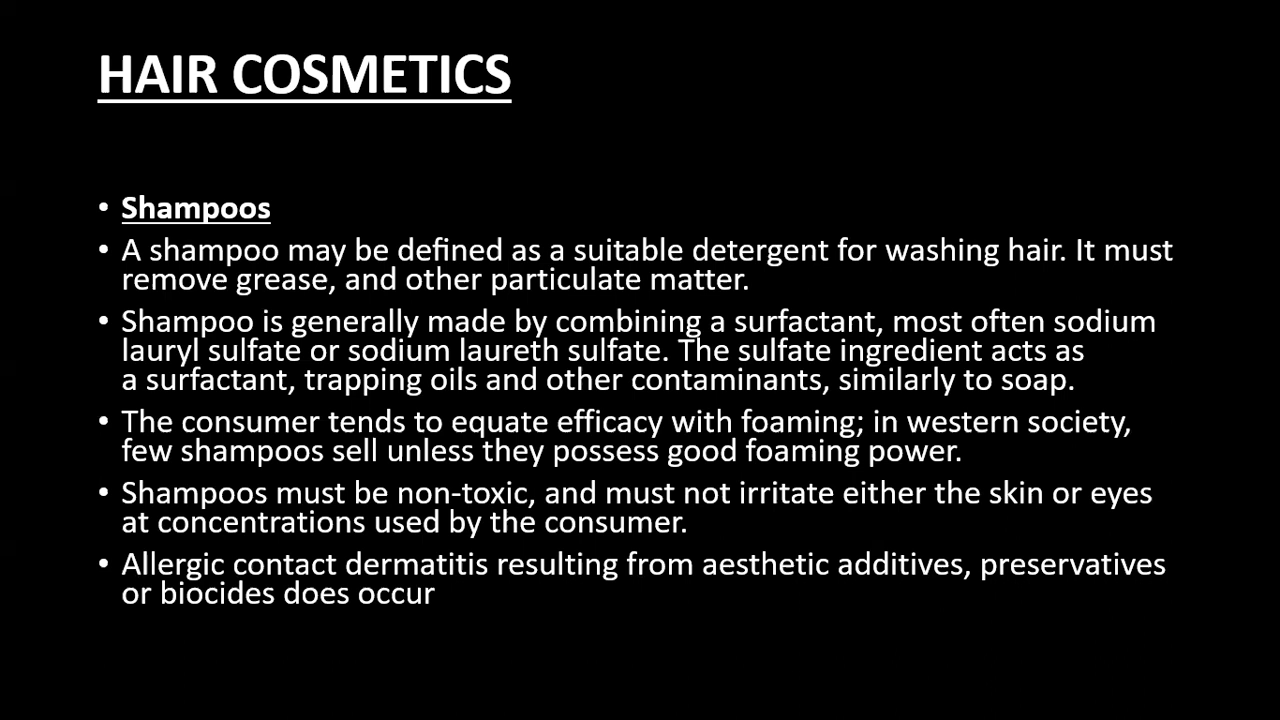 HAIR COSMETICS
• Shampoos
• A shampoo may be defined as a suitable detergent for washing hair. It must
remove grease, and other particulate matter.
• Shampoo is generally made by combining a surfactant, most often sodium
lauryl sulfate or sodium laureth sulfate. The sulfate ingredient acts as
a surfactant, trapping oils and other contaminants, similarly to soap.
• The consumer tends to equate efficacy with foaming; in western society,
few shampoos sell unless they possess good foaming power.
• Shampoos must be non-toxic, and must not irritate either the skin or eyes
at concentrations used by the consumer.
• Allergic contact dermatitis resulting from aesthetic additives, preservatives
or biocides does occur